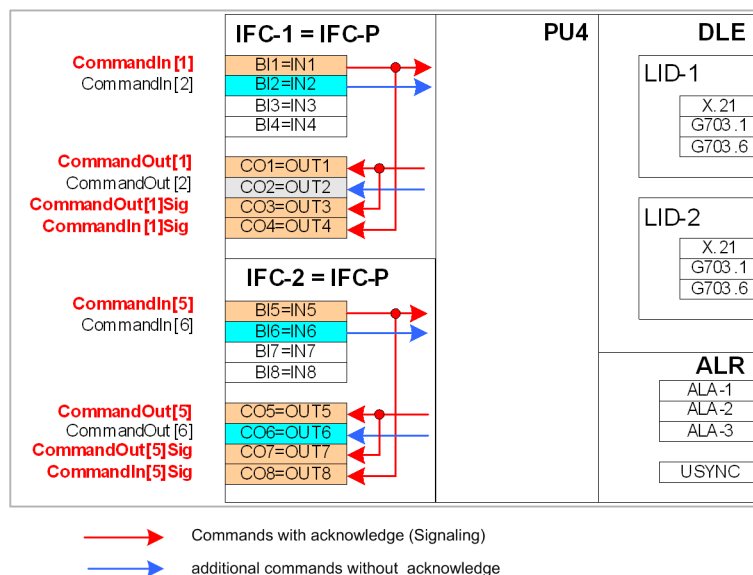 IFC-1 = IFC-P
PU4
DLE
CommandIn[1]
CommandIn[2]
BI1=IN1
BI2=IN2
BI3=IN3
BI4=IN4
CommandOut[1]
CommandOut[2]
CommandOut[1]Sig
CommandIn[1]Sig
CO1=OUT1
CO2=OUT2
CO3=OUT3
CO4=OUT4
LID-1
X.21
G703.1
G703.6
LID-2
X.21
G703.1
G703.6
IFC-2 = IFC-P
CommandIn[5]
CommandIn[6]
BI5=IN5
BI6=IN6
BI7=IN7
BI8=IN8
CommandOut[5]
CommandOut[6]
CommandOut[5]Sig
CommandIn[5]Sig
CO5=OUT5
CO6=OUT6
CO7=OUT7
CO8=OUT8
ALR
ALA-1
ALA-2
ALA-3
USYNC
Commands with acknowledge (Signaling)
additional commands without acknowledge